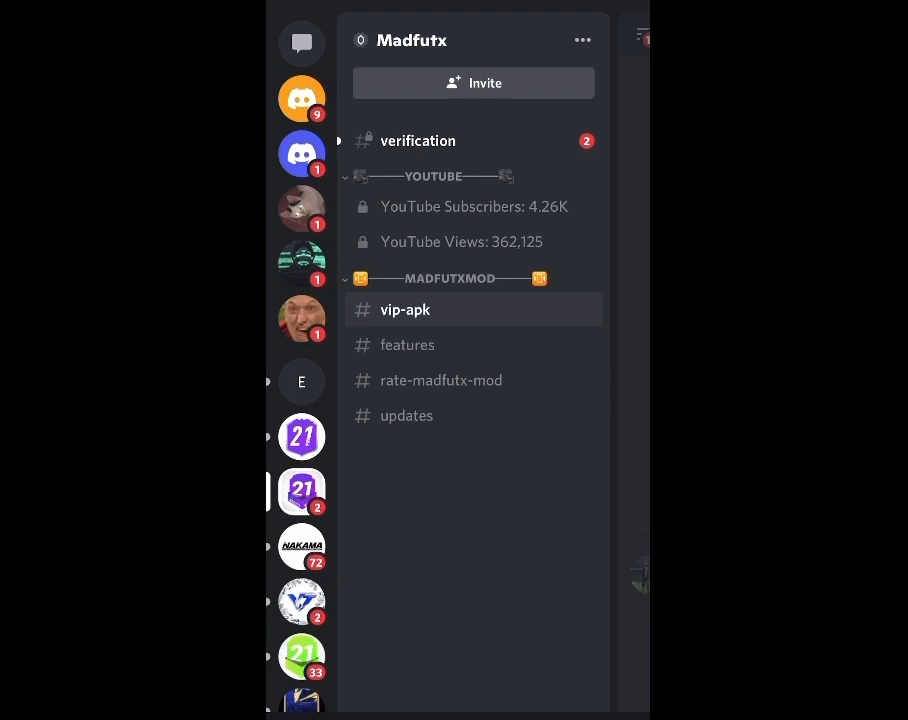 Madfutx
Invite
verification
2
YOUTUBE
YouTube Subscribers: 4.26K
YouTube Views: 362,125
MADFUTXMOD
# vip-apk
# features
# rate-madfutx-mod
# updates
9
1
1
1
1
E
21
21
2
NAKAMA
72
VT
2
21
33